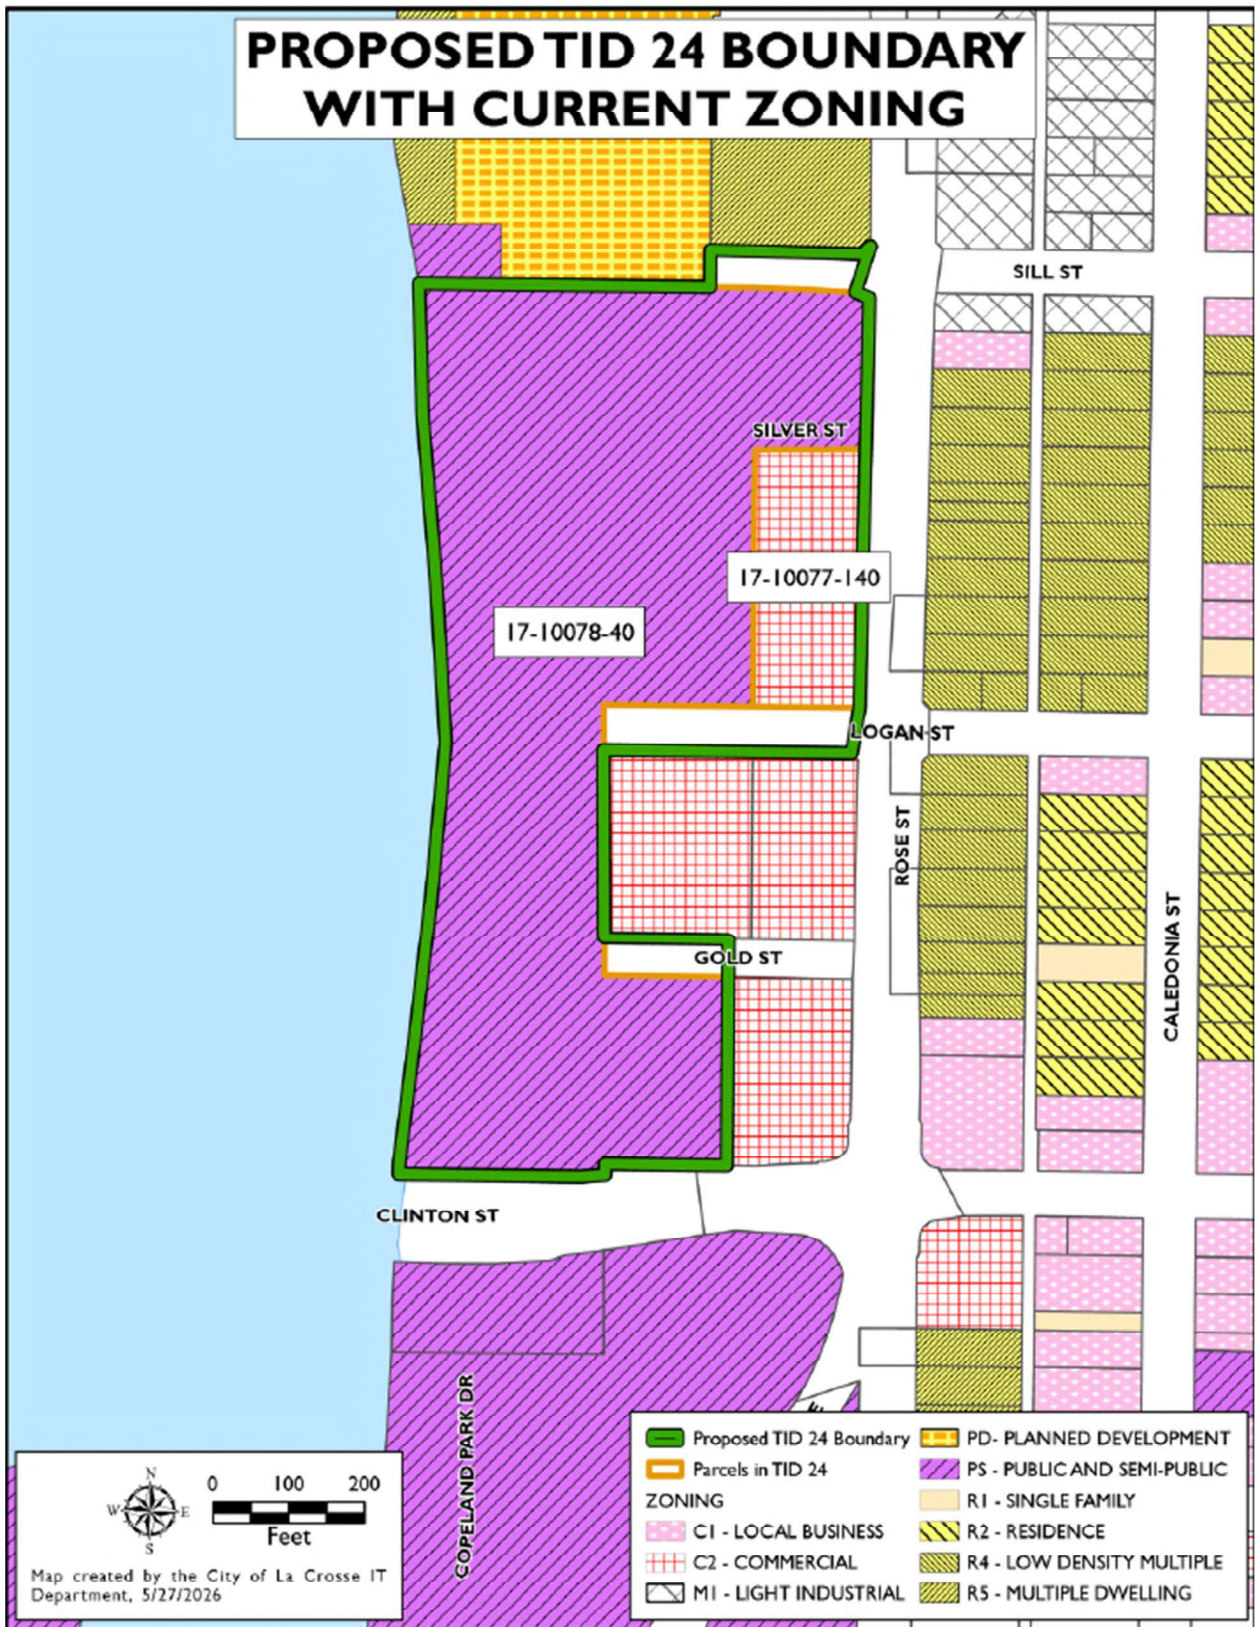 PROPOSED TID 24 BOUNDARY
WITH CURRENT ZONING
SILL ST
SILVER ST
17-10077-140
17-10078-40
LOGAN ST
ROSE ST
GOLD ST
CALEDONIA ST
CLINTON ST
COPELAND PARK DR
N
W E
S
0 100 200
Feet
Map created by the City of La Crosse IT
Department, 5/27/2026
Proposed TID 24 Boundary
Parcels in TID 24
ZONING
C1 - LOCAL BUSINESS
C2 - COMMERCIAL
M1 - LIGHT INDUSTRIAL
PD- PLANNED DEVELOPMENT
PS - PUBLIC AND SEMI-PUBLIC
R1 - SINGLE FAMILY
R2 - RESIDENCE
R4 - LOW DENSITY MULTIPLE
R5 - MULTIPLE DWELLING